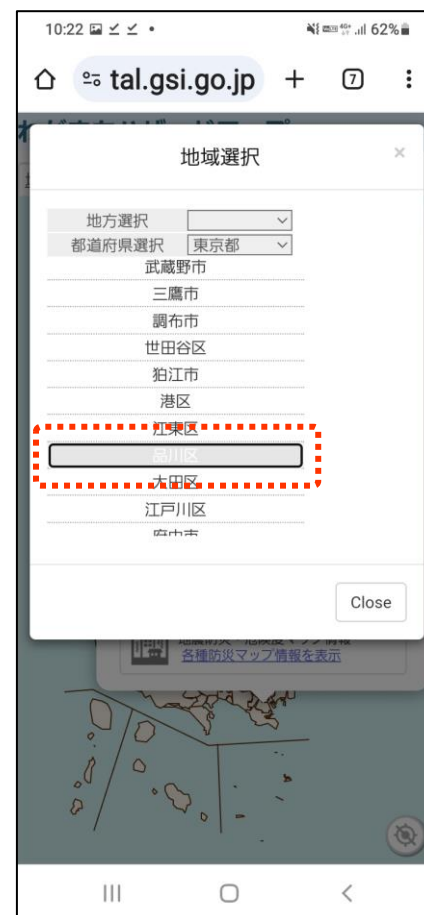 10:22 62%
tal.gsi.go.jp 7
地域選択 ×
地方選択
都道府県選択 東京都
武蔵野市
三鷹市
調布市
世田谷区
狛江市
港区
江東区
品川区
大田区
江戸川区
府中市
Close
各種防災マップ情報を表示